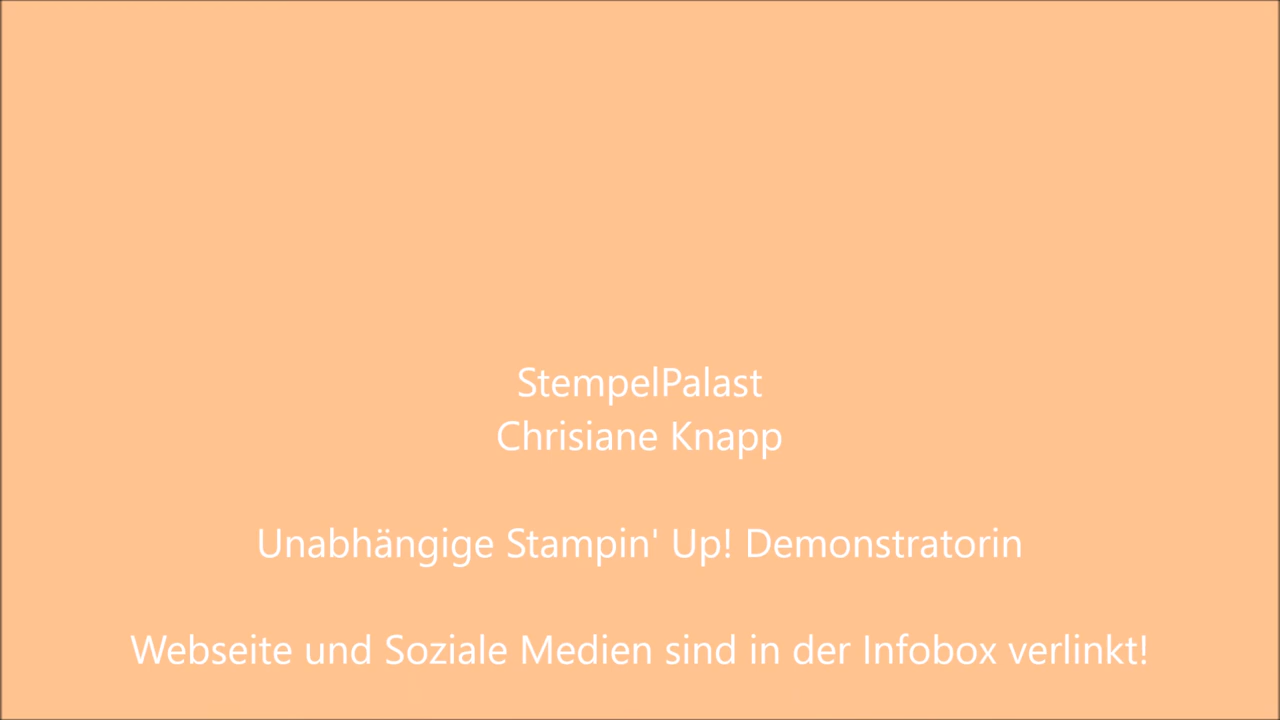 StempelPalast
Chrisiane Knapp
Unabhängige Stampin' Up! Demonstratorin
Webseite und Soziale Medien sind in der Infobox verlinkt!